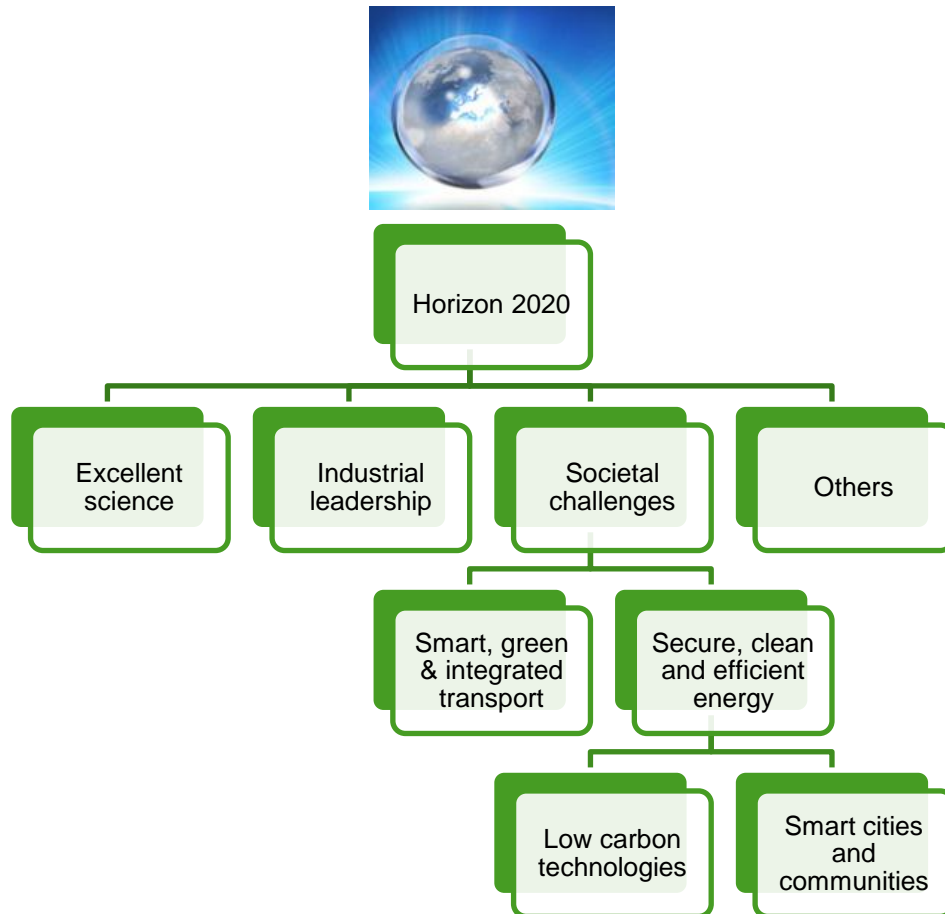 Horizon 2020
Excellent
science
Industrial
leadership
Societal
challenges
Others
Smart, green
& integrated
transport
Secure, clean
and efficient
energy
Low carbon
technologies
Smart cities
and
communities